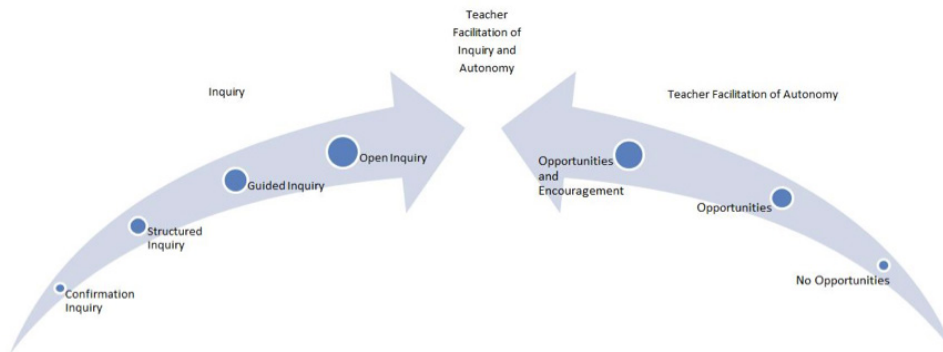 Teacher
Facilitation of
Inquiry and
Autonomy
Inquiry
Teacher Facilitation of Autonomy
Open Inquiry
Guided Inquiry
Structured
Inquiry
Confirmation
Inquiry
Opportunities
and
Encouragement
Opportunities
No Opportunities